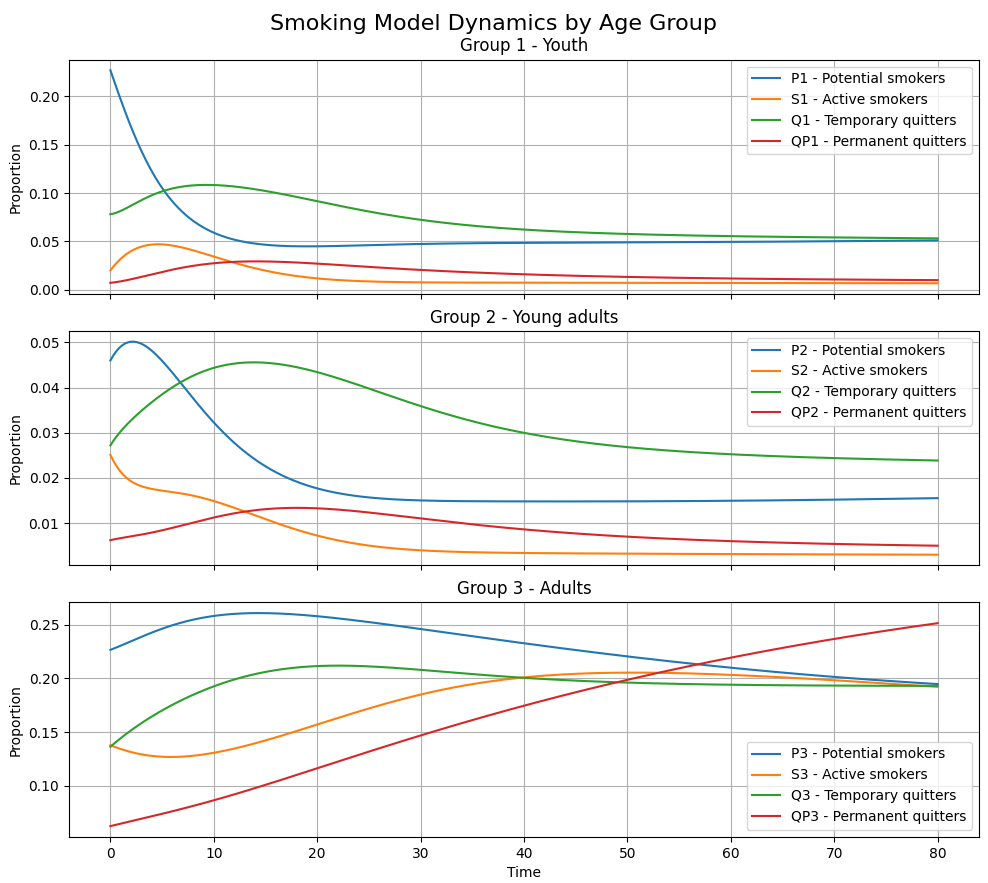 Smoking Model Dynamics by Age Group
Group 1 - Youth
Proportion
0.20
0.15
0.10
0.05
0.00
P1 - Potential smokers
S1 - Active smokers
Q1 - Temporary quitters
QP1 - Permanent quitters
Group 2 - Young adults
Proportion
0.05
0.04
0.03
0.02
0.01
P2 - Potential smokers
S2 - Active smokers
Q2 - Temporary quitters
QP2 - Permanent quitters
Group 3 - Adults
Proportion
0.25
0.20
0.15
0.10
P3 - Potential smokers
S3 - Active smokers
Q3 - Temporary quitters
QP3 - Permanent quitters
0 10 20 30 40 50 60 70 80
Time